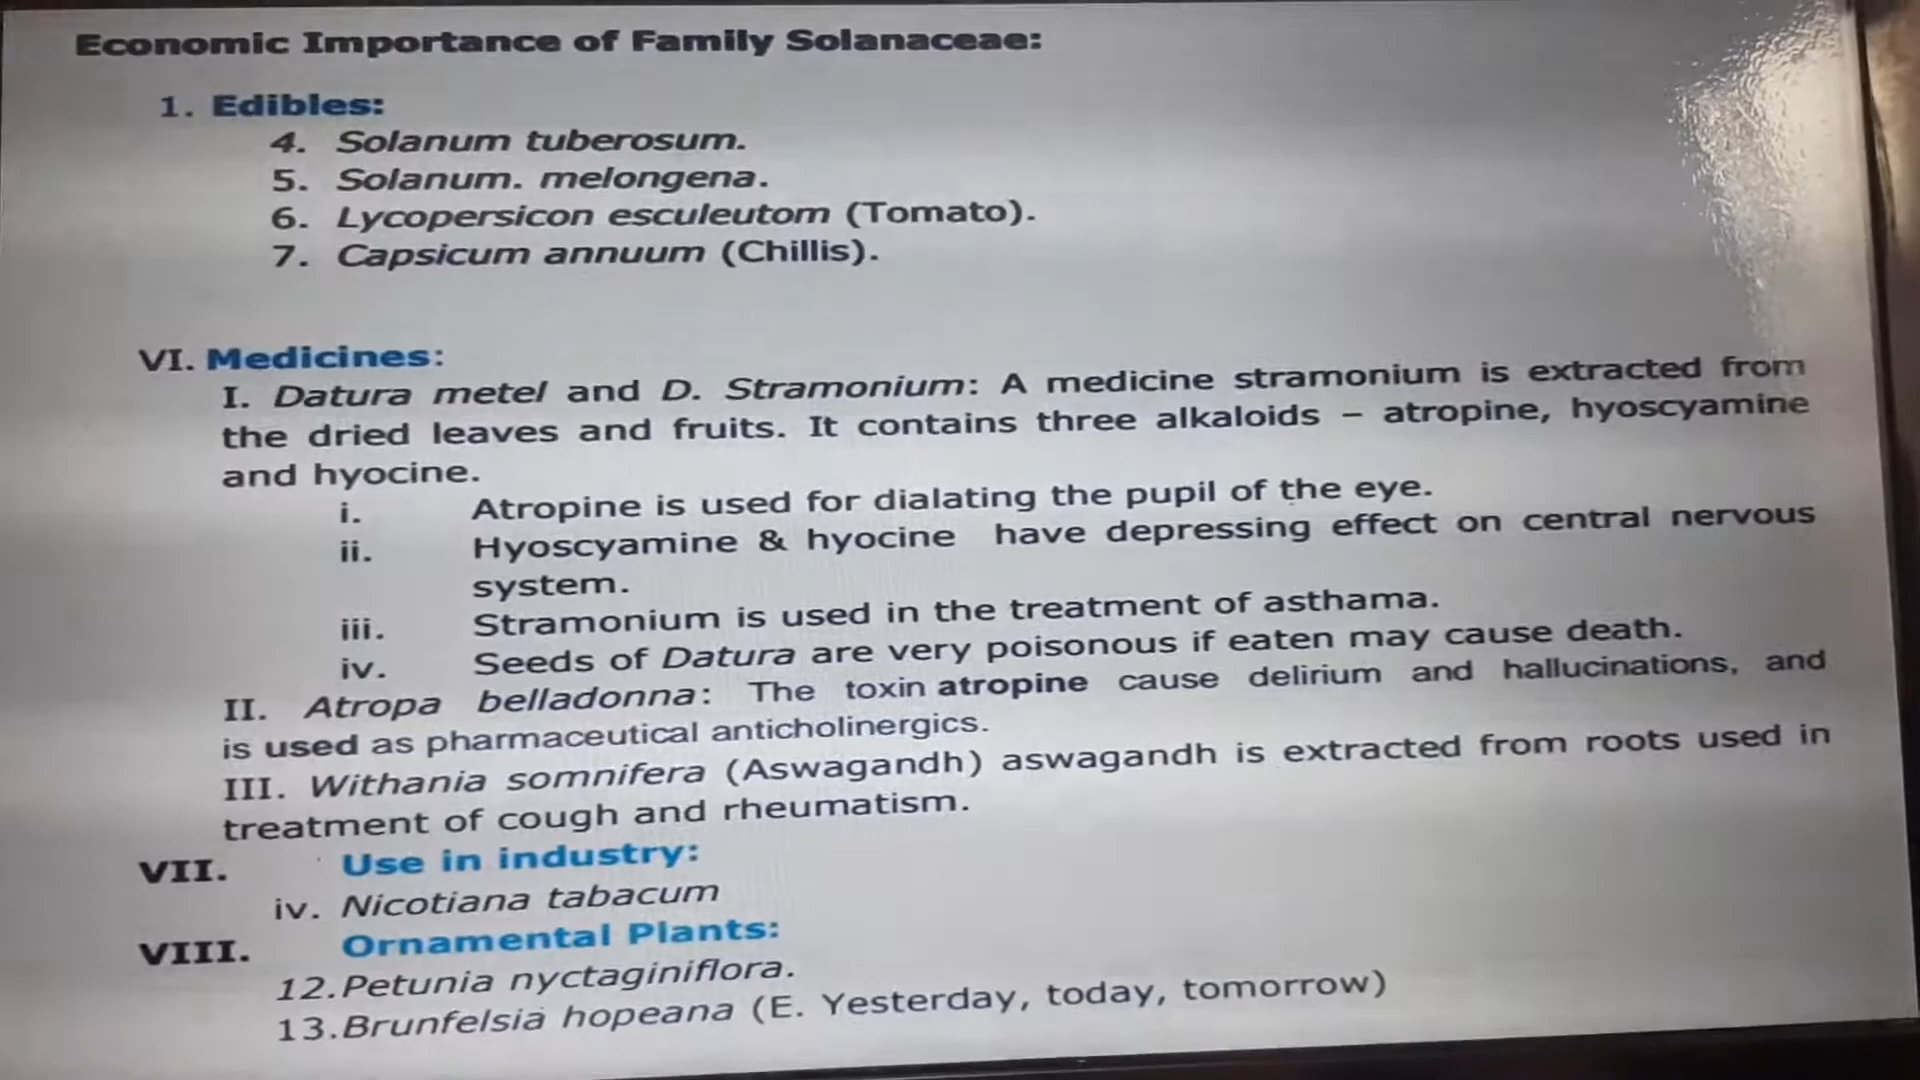 Economic Importance of Family Solanaceae:
1. Edibles:
4. Solanum tuberosum.
5. Solanum. melongena.
6. Lycopersicon esculeutom (Tomato).
7. Capsicum annuum (Chillis).
VI. Medicines:
I. Datura metel and D. Stramonium: A medicine stramonium is extracted from
the dried leaves and fruits. It contains three alkaloids – atropine, hyoscyamine
and hyocine.
i. Atropine is used for dialating the pupil of the eye.
ii. Hyoscyamine & hyocine have depressing effect on central nervous
system.
iii. Stramonium is used in the treatment of asthama.
iv. Seeds of Datura are very poisonous if eaten may cause death.
II. Atropa belladonna: The toxin atropine cause delirium and hallucinations, and
is used as pharmaceutical anticholinergics.
III. Withania somnifera (Aswagandh) aswagandh is extracted from roots used in
treatment of cough and rheumatism.
VII. Use in industry:
iv. Nicotiana tabacum
VIII. Ornamental Plants:
12. Petunia nyctaginiflora.
13. Brunfelsia hopeana (E. Yesterday, today, tomorrow)